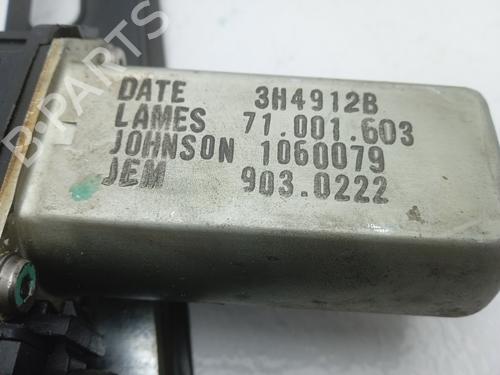 DATE 3H4912B
LAMES 71.001.603
JOHNSON 1060079
JEM 903.0222
B-PARTS